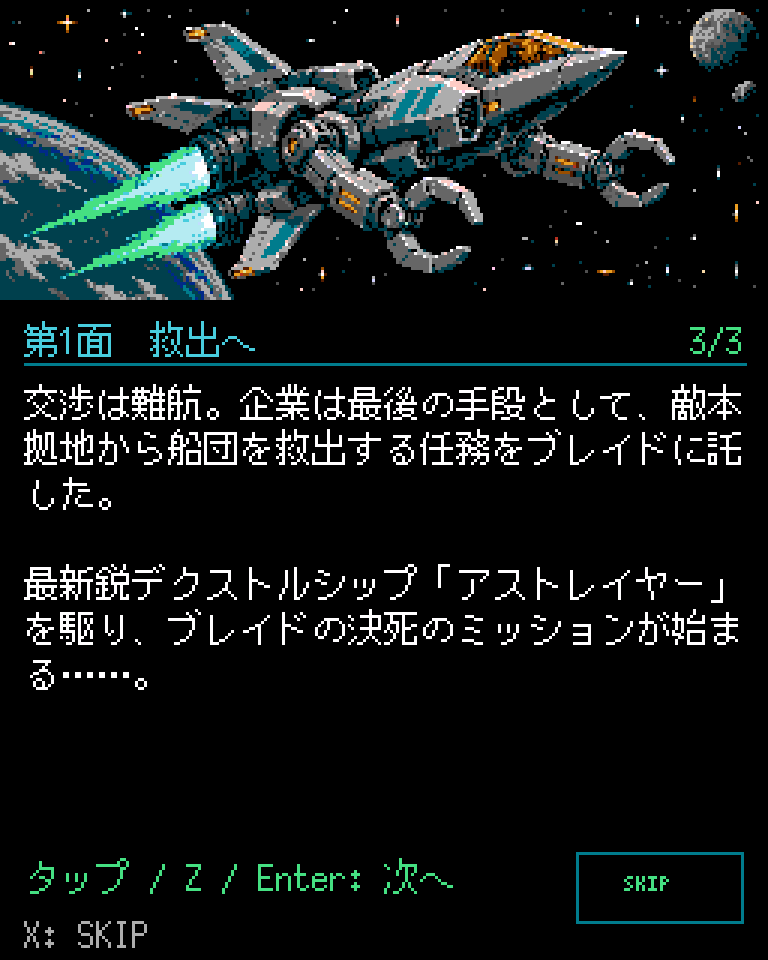 第1面　救出へ
3/3
交渉は難航。企業は最後の手段として、敵本
拠地から船団を救出する任務をブレイドに託
した。
最新鋭デクストルシップ「アストレイヤー」
を駆り、ブレイドの決死のミッションが始ま
る……。
タップ / Z / Enter: 次へ
SKIP
X: SKIP